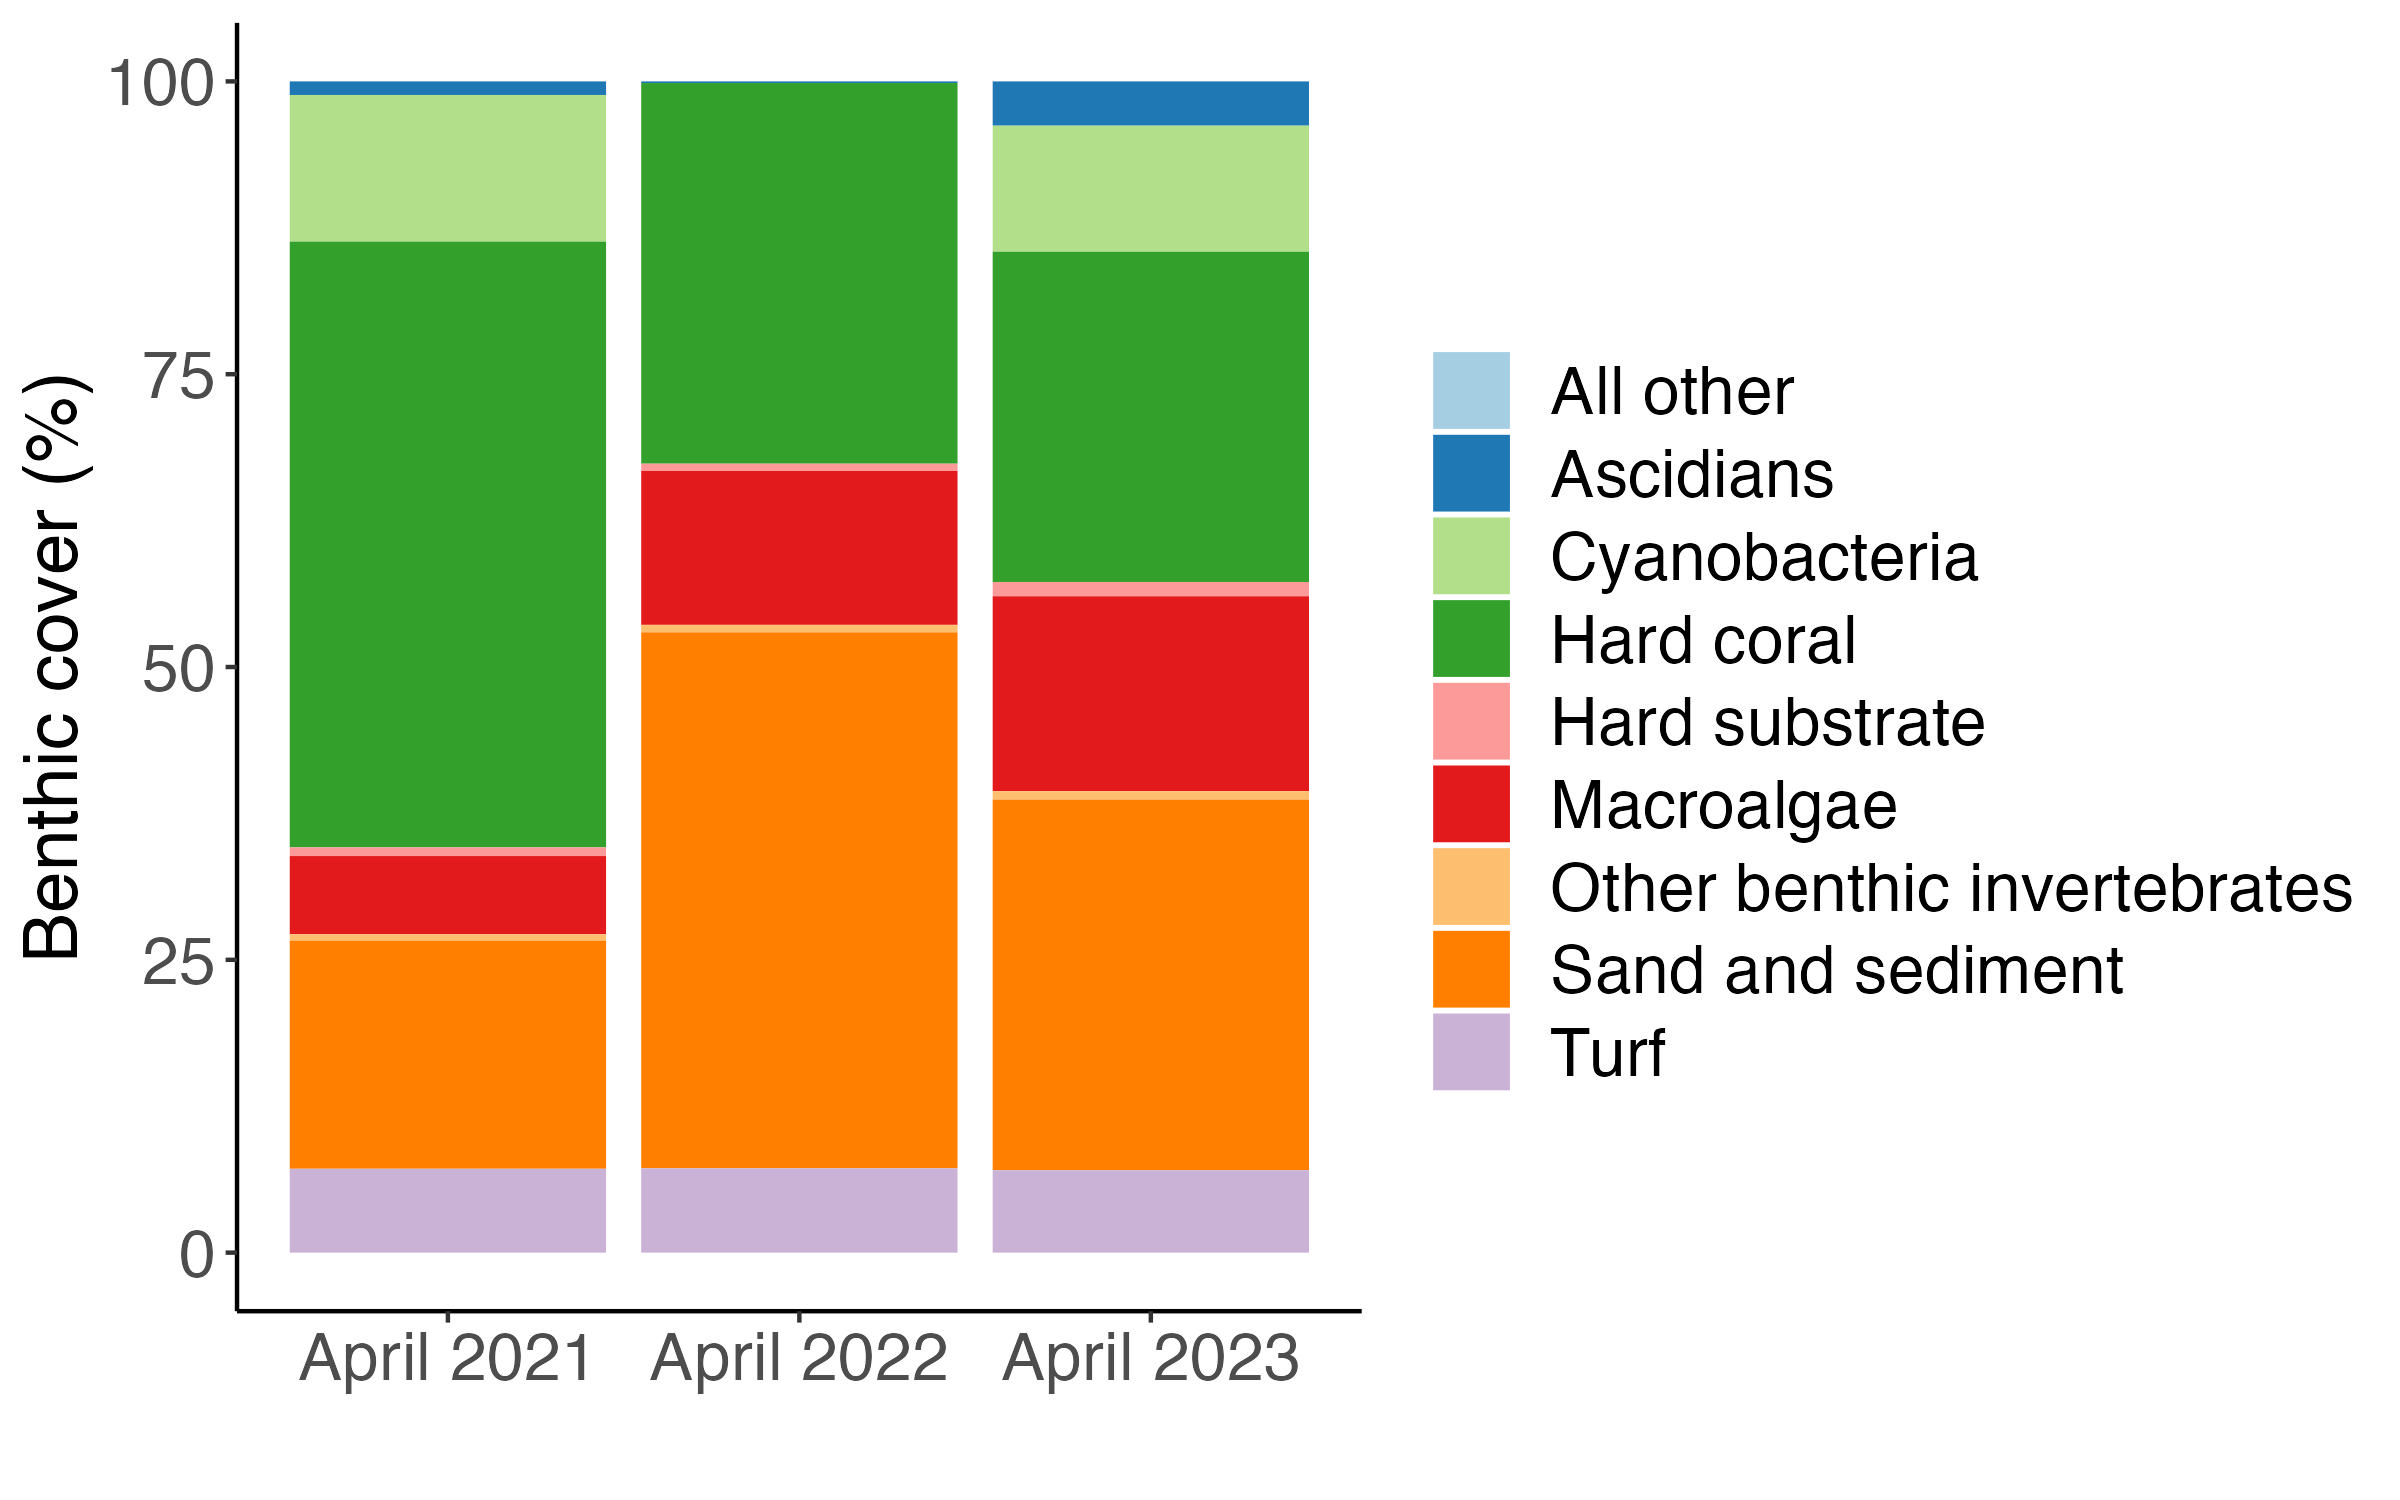 Benthic cover (%)
100
75
50
25
0
April 2021
April 2022
April 2023
All other
Ascidians
Cyanobacteria
Hard coral
Hard substrate
Macroalgae
Other benthic invertebrates
Sand and sediment
Turf